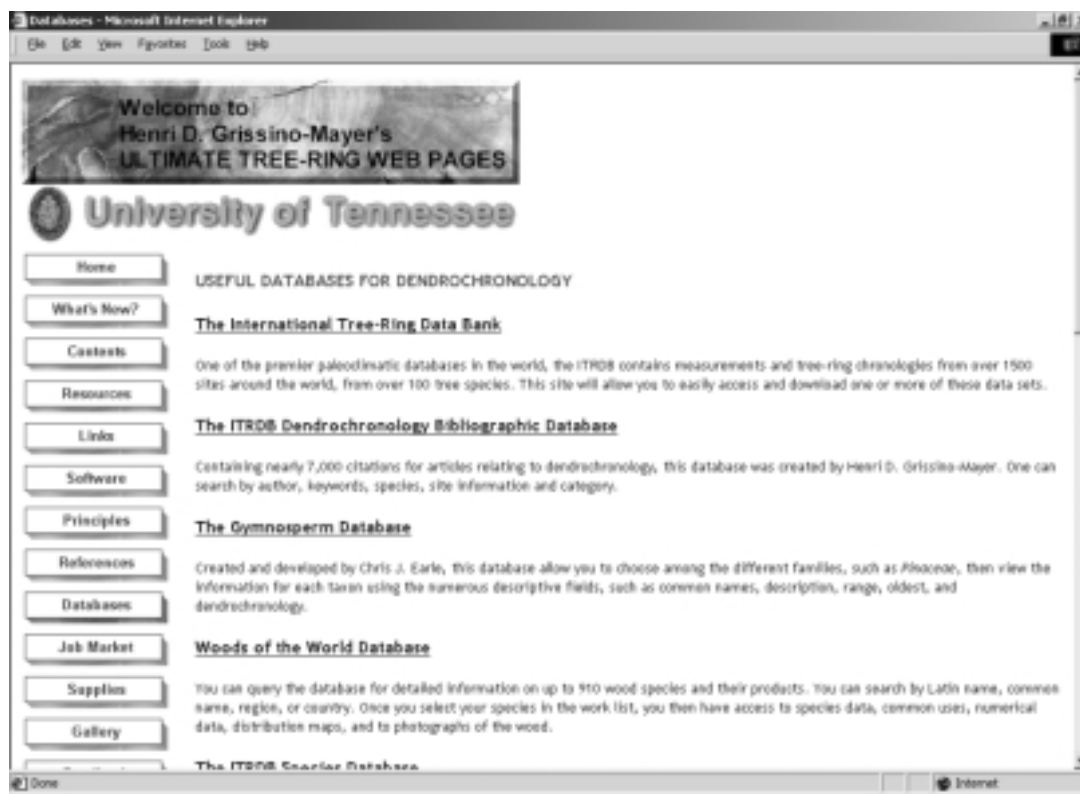 Databases - Microsoft Internet Explorer
File Edit View Favorites Tools Help
Welcome to
Henri D. Grissino-Mayer's
ULTIMATE TREE-RING WEB PAGES
University of Tennessee
Home
What's New?
Contents
Resources
Links
Software
Principles
References
Databases
Job Market
Supplies
Gallery
USEFUL DATABASES FOR DENDROCHRONOLOGY
The International Tree-Ring Data Bank
One of the premier paleoclimatic databases in the world, the ITRDB contains measurements and tree-ring chronologies from over 1500
sites around the world, from over 100 tree species. This site will allow you to easily access and download one or more of these data sets.
The ITRDB Dendrochronology Bibliographic Database
Containing nearly 7,000 citations for articles relating to dendrochronology, this database was created by Henri D. Grissino-Mayer. One can
search by author, keywords, species, site information and category.
The Gymnosperm Database
Created and developed by Chris J. Earle, this database allow you to choose among the different families, such as Pinaceae, then view the
information for each taxon using the numerous descriptive fields, such as common names, description, range, oldest, and
dendrochronology.
Woods of the World Database
You can query the database for detailed information on up to 910 wood species and their products. You can search by Latin name, common
name, region, or country. Once you select your species in the work list, you then have access to species data, common uses, numerical
data, distribution maps, and to photographs of the wood.
The ITRDB Species Database
Done
Internet